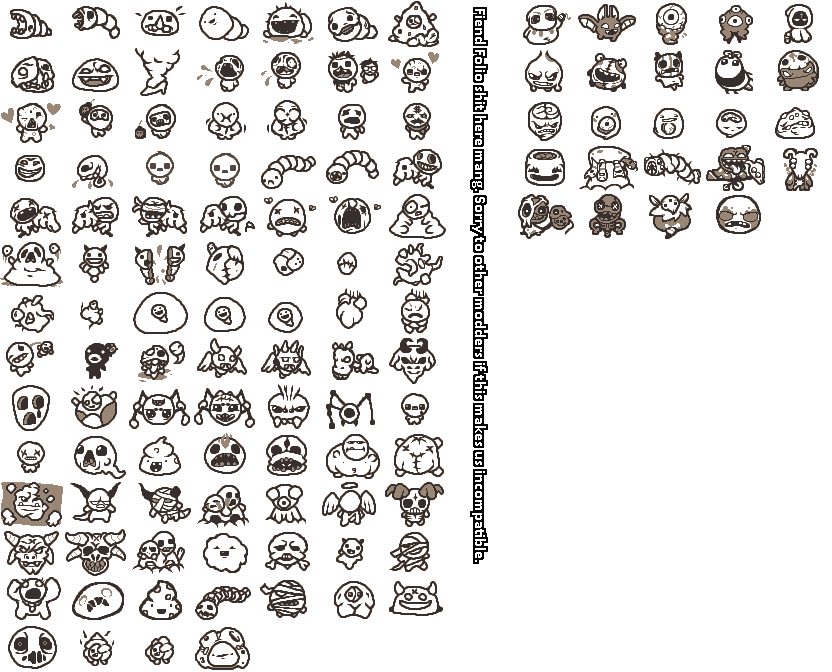 Fiend Folio shit here mang. Sorry to other modders if this makes us incompatible.